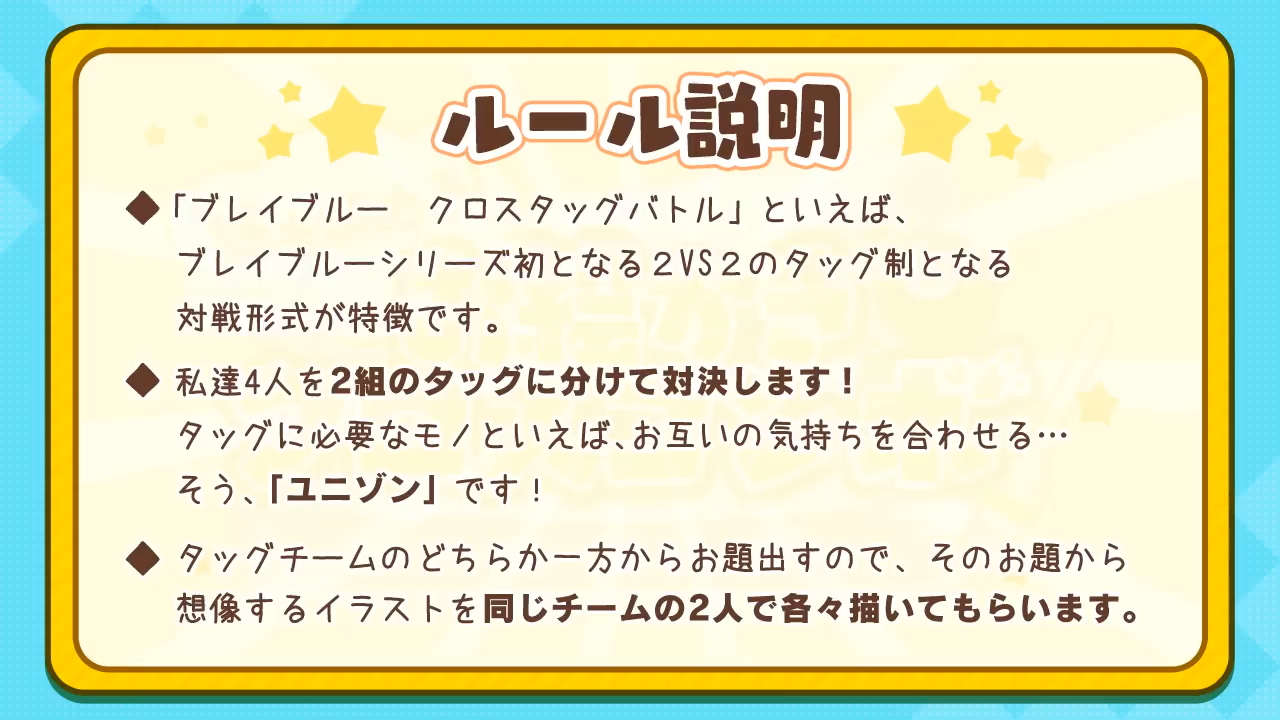 ルール説明
◆「ブレイブルー　クロスタッグバトル」といえば、
ブレイブルーシリーズ初となる２VS２のタッグ制となる
対戦形式が特徴です。
◆ 私達4人を2組のタッグに分けて対決します！
タッグに必要なモノといえば、お互いの気持ちを合わせる…
そう、「ユニゾン」です！
◆ タッグチームのどちらか一方からお題出すので、そのお題から
想像するイラストを同じチームの2人で各々描いてもらいます。